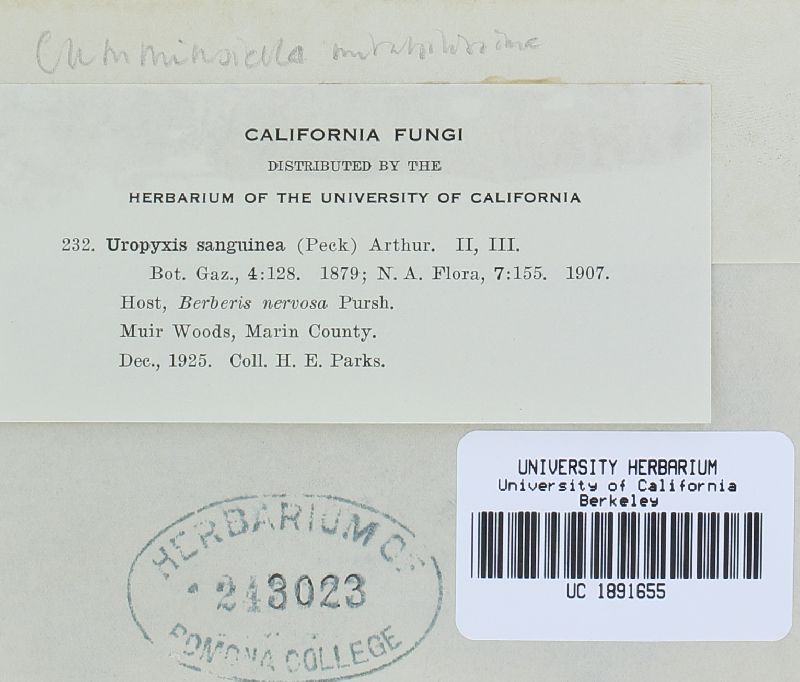 Cumminsiella mirabilissima
CALIFORNIA FUNGI
DISTRIBUTED BY THE
HERBARIUM OF THE UNIVERSITY OF CALIFORNIA
232. Uropyxis sanguinea (Peck) Arthur. II, III.
Bot. Gaz., 4:128. 1879; N. A. Flora, 7:155. 1907.
Host, Berberis nervosa Pursh.
Muir Woods, Marin County.
Dec., 1925. Coll. H. E. Parks.
UNIVERSITY HERBARIUM
University of California
Berkeley
UC 1891655
HERBARIUM OF
243023
POMONA COLLEGE